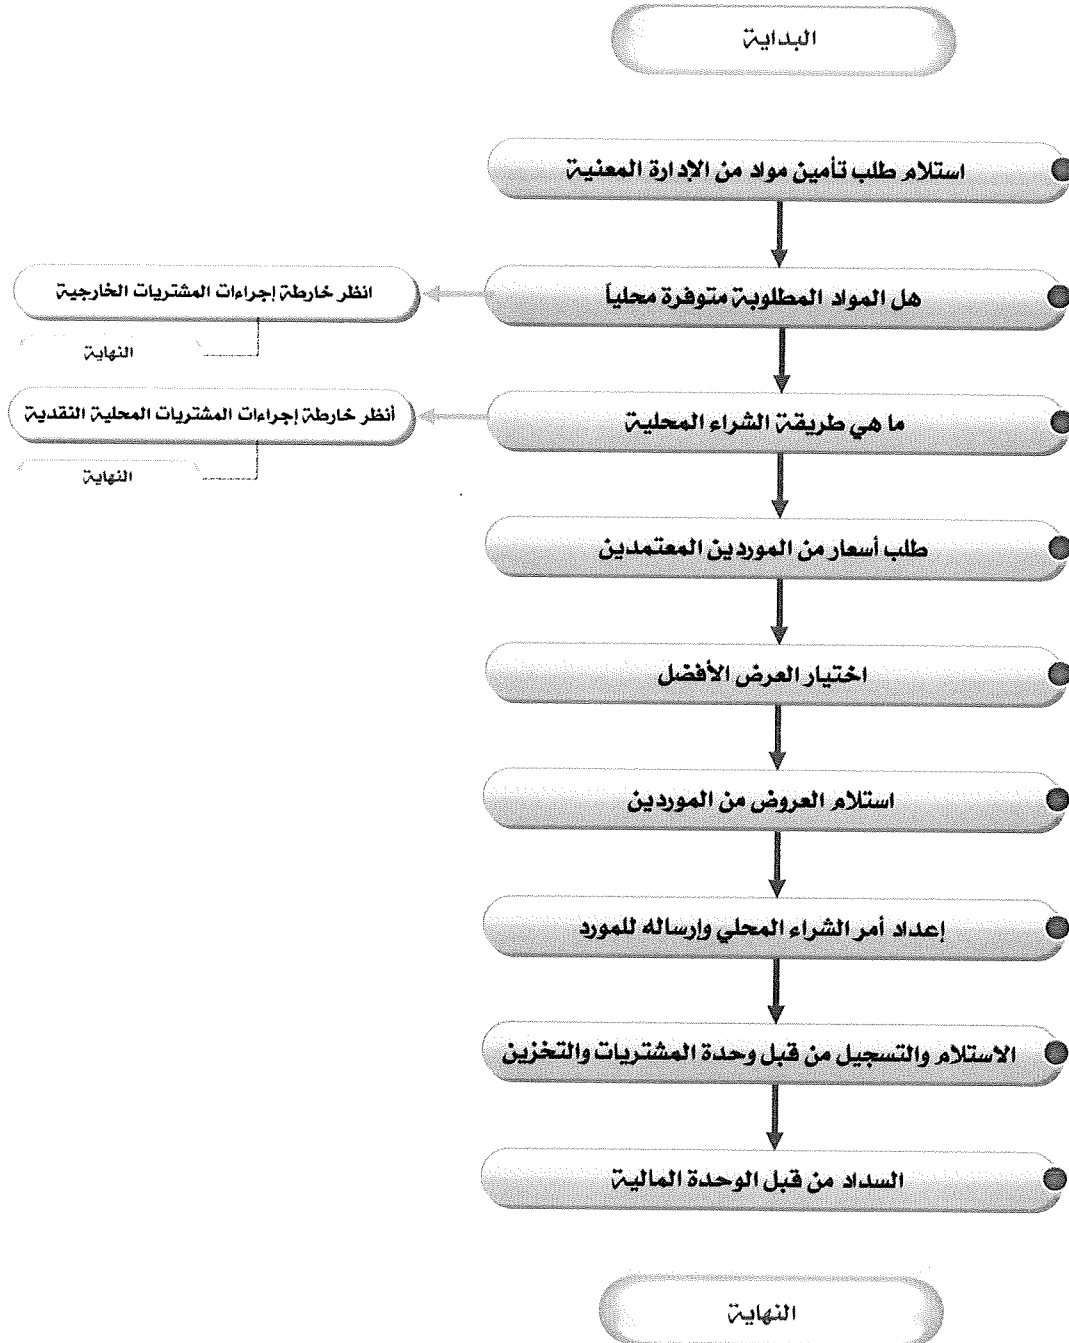 البداية
استلام طلب تأمين مواد من الإدارة المعنية
هل المواد المطلوبة متوفرة محلياً
انظر خارطة إجراءات المشتريات الخارجية
النهاية
ما هي طريقة الشراء المحلية
أنظر خارطة إجراءات المشتريات المحلية النقدية
النهاية
طلب أسعار من الموردين المعتمدين
اختيار العرض الأفضل
استلام العروض من الموردين
إعداد أمر الشراء المحلي وإرساله للمورد
الاستلام والتسجيل من قبل وحدة المشتريات والتخزين
السداد من قبل الوحدة المالية
النهاية